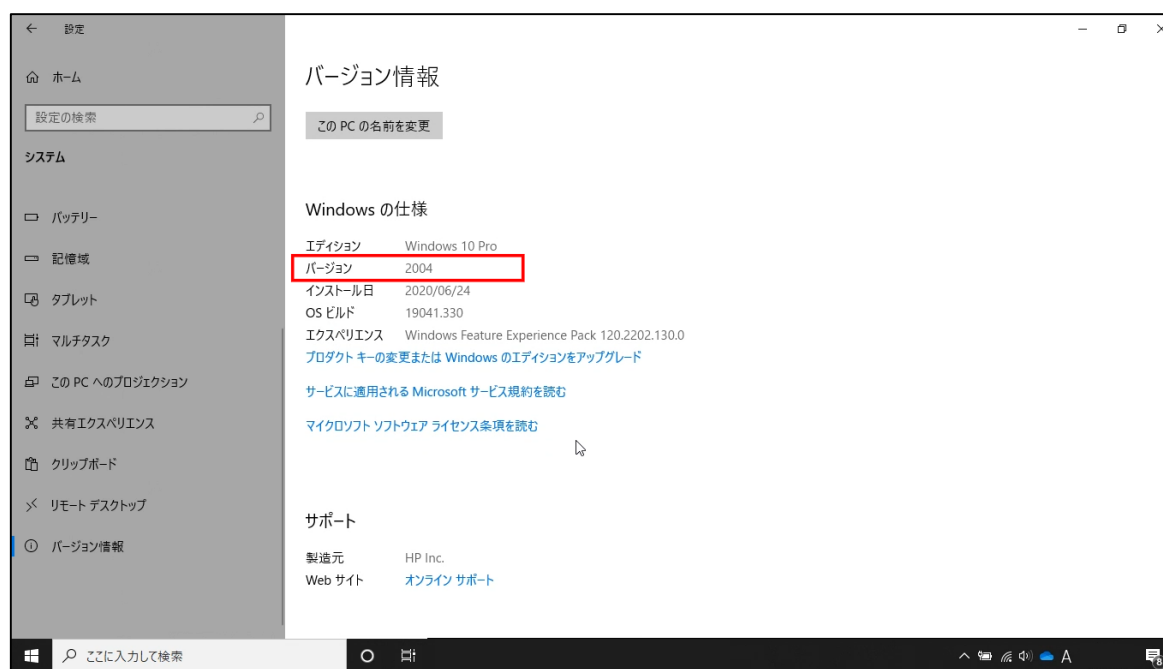 設定
ホーム
設定の検索
システム
バッテリー
記憶域
タブレット
マルチタスク
この PC へのプロジェクション
共有エクスペリエンス
クリップボード
リモート デスクトップ
バージョン情報
バージョン情報
この PC の名前を変更
Windows の仕様
エディション Windows 10 Pro
バージョン 2004
インストール日 2020/06/24
OS ビルド 19041.330
エクスペリエンス Windows Feature Experience Pack 120.2202.130.0
プロダクト キーの変更または Windows のエディションをアップグレード
サービスに適用される Microsoft サービス規約を読む
マイクロソフト ソフトウェア ライセンス条項を読む
サポート
製造元 HP Inc.
Web サイト オンライン サポート
ここに入力して検索
A